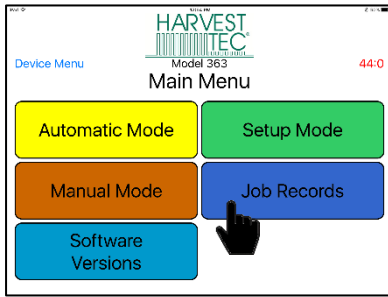 HARVEST
TEC
Device Menu
Model 363
44:0
Main Menu
Automatic Mode
Setup Mode
Manual Mode
Job Records
Software
Versions